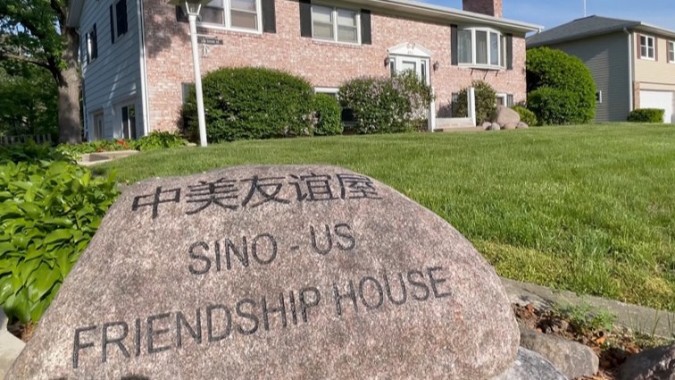 中美友谊屋
SINO - US
FRIENDSHIP HOUSE